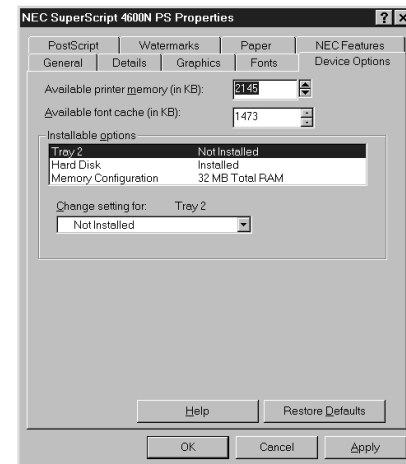 NEC SuperScript 4600N PS Properties
PostScript Watermarks Paper NEC Features
General Details Graphics Fonts Device Options
Available printer memory (in KB): 2145
Available font cache (in KB): 1473
Installable options
Tray 2 Not Installed
Hard Disk Installed
Memory Configuration 32 MB Total RAM
Change setting for: Tray 2
Not Installed
Help Restore Defaults
OK Cancel Apply